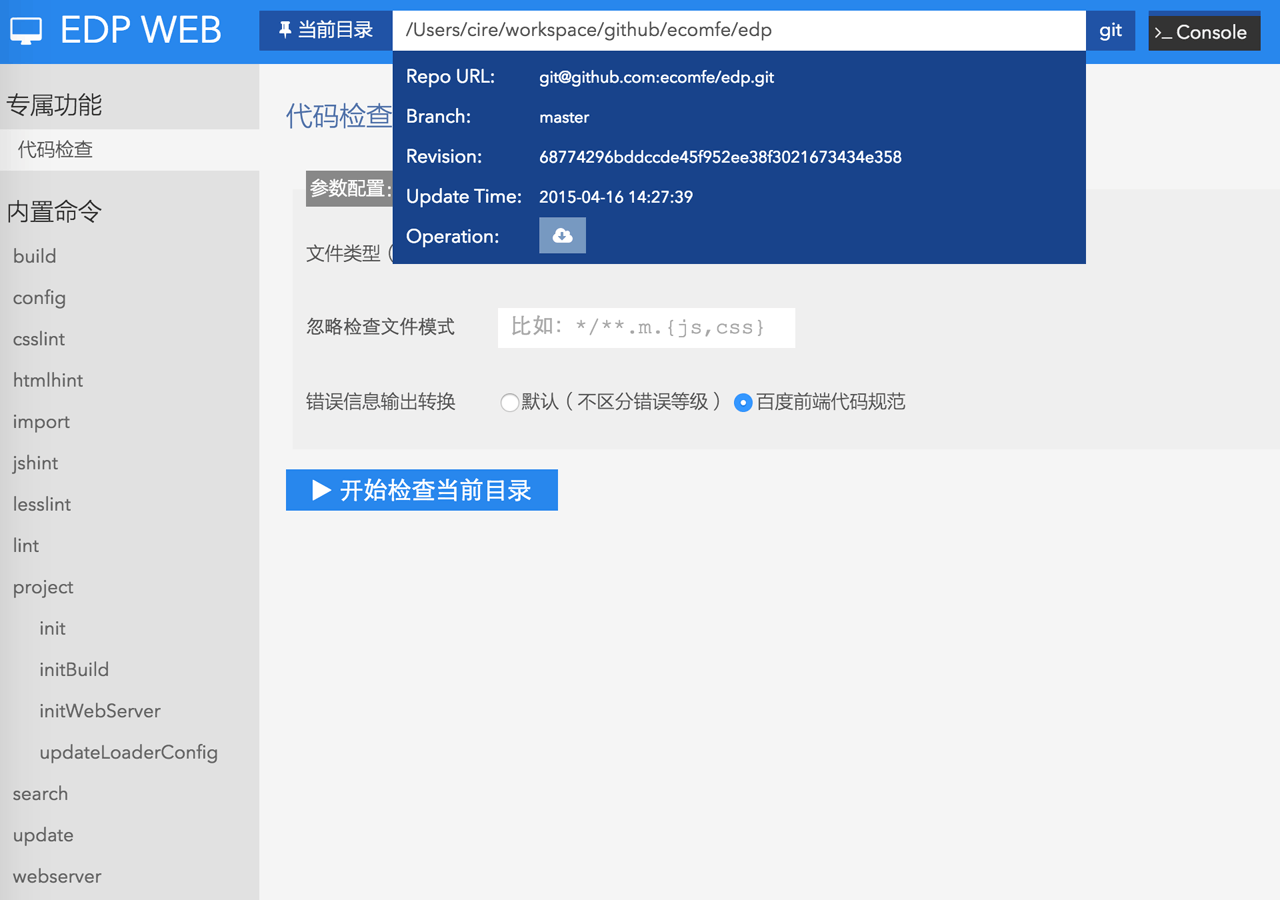 EDP WEB
当前目录
/Users/cire/workspace/github/ecomfe/edp
git
>_ Console
Repo URL: git@github.com:ecomfe/edp.git
Branch: master
Revision: 68774296bddccde45f952ee38f3021673434e358
Update Time: 2015-04-16 14:27:39
Operation:
专属功能
代码检查
内置命令
build
config
csslint
htmlhint
import
jshint
lesslint
lint
project
init
initBuild
initWebServer
updateLoaderConfig
search
update
webserver
代码检查
参数配置:
文件类型（
忽略检查文件模式 比如: */**.m.{js,css}
错误信息输出转换 默认（不区分错误等级） 百度前端代码规范
开始检查当前目录